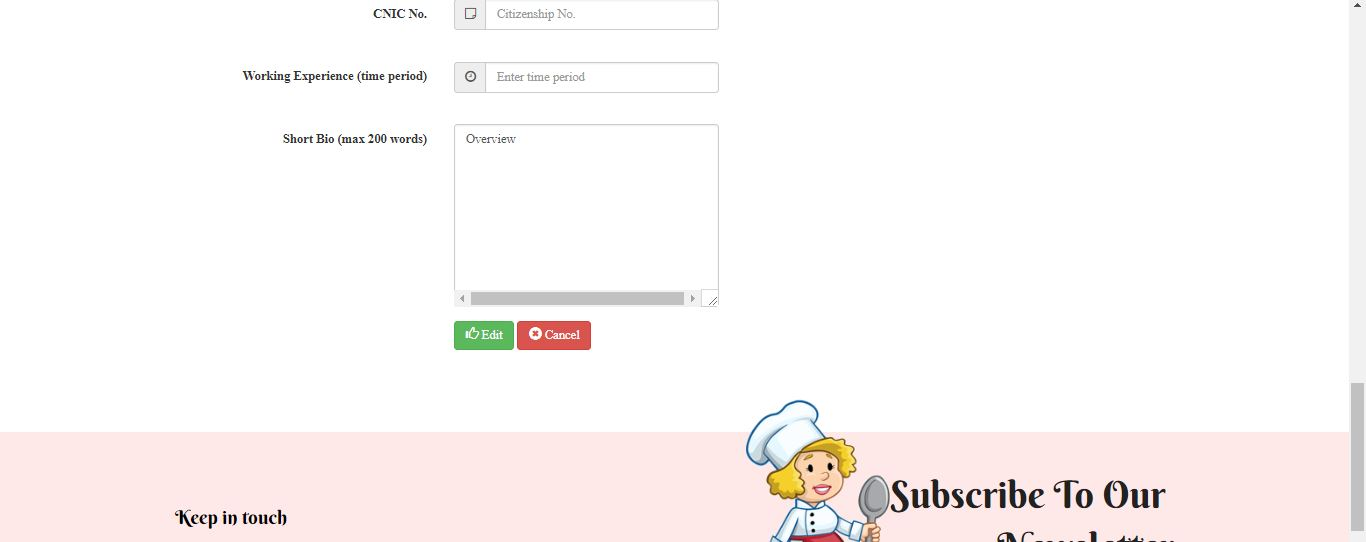 CNIC No.
Citizenship No.
Working Experience (time period)
Enter time period
Short Bio (max 200 words)
Overview
Edit
Cancel
Keep in touch
Subscribe To Our
Newsletter